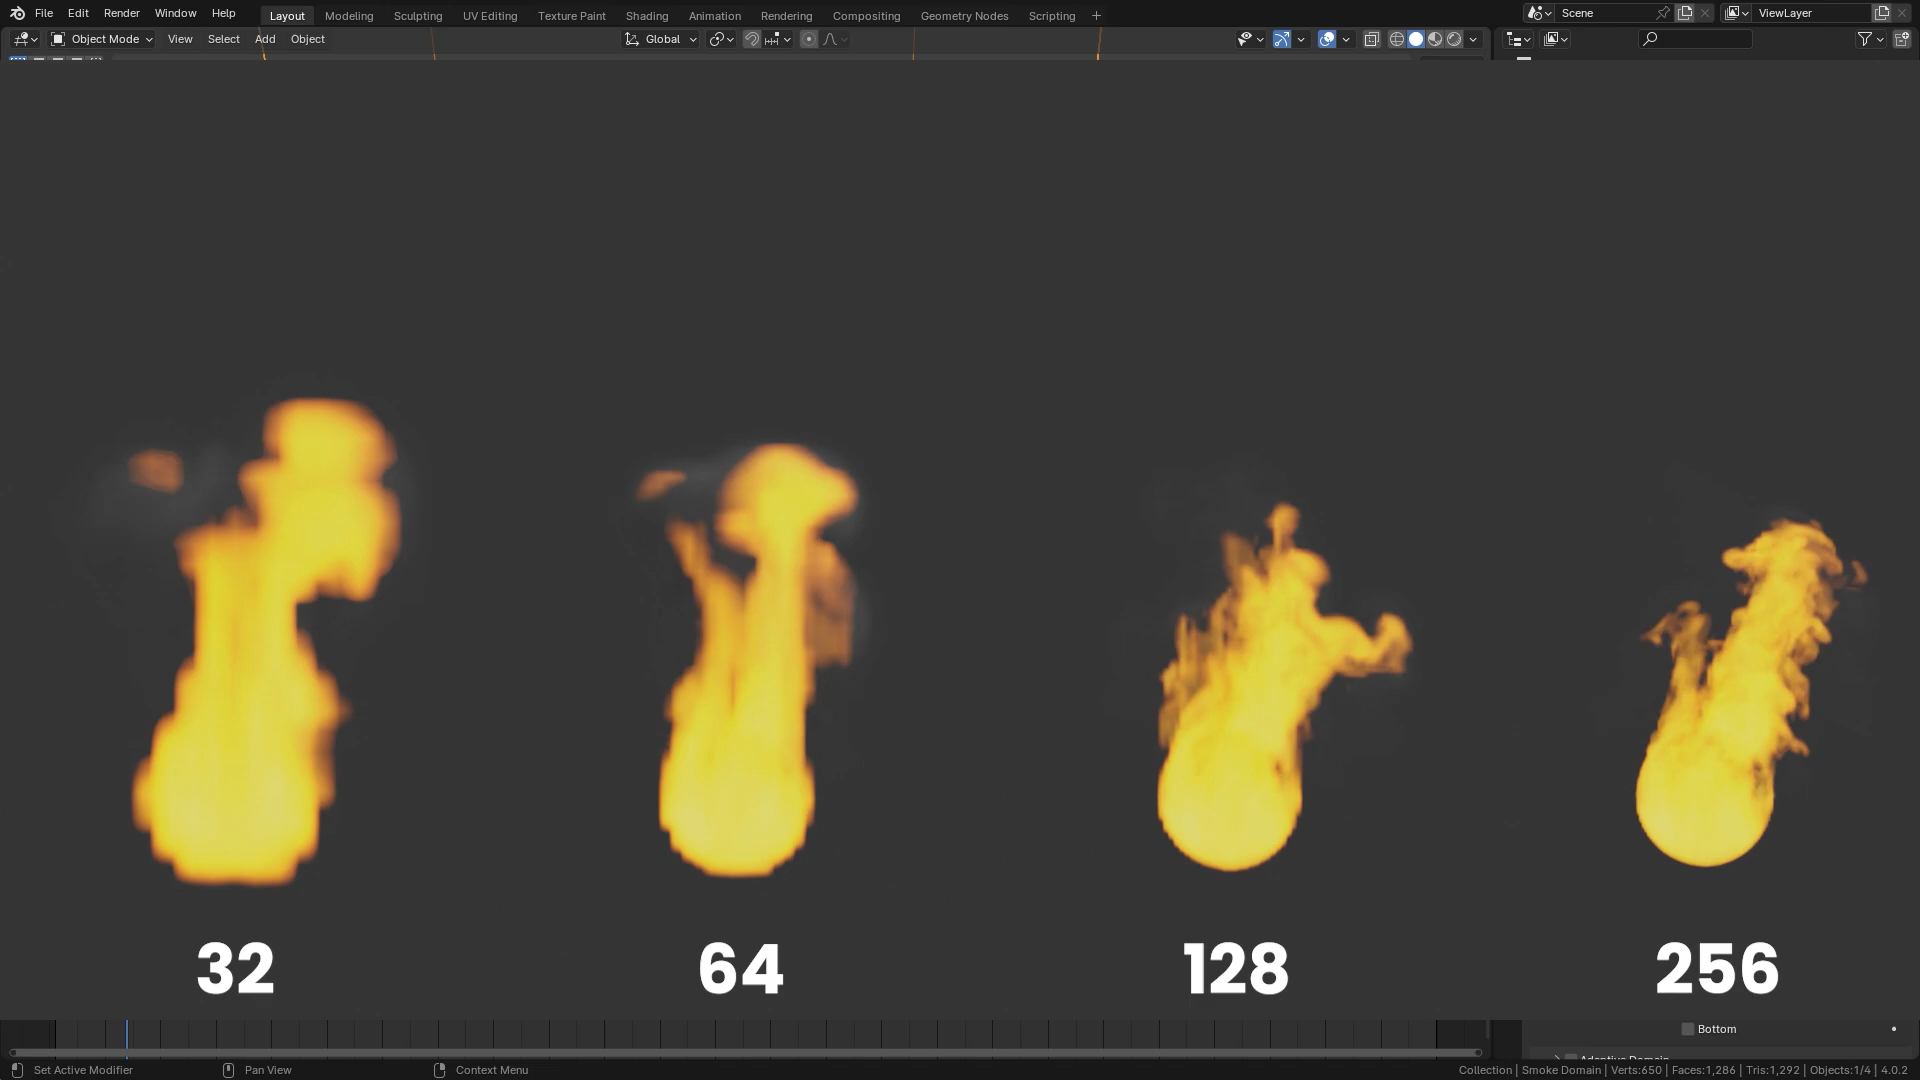 File Edit Render Window Help Layout Modeling Sculpting UV Editing Texture Paint Shading Animation Rendering Compositing Geometry Nodes Scripting + Scene ViewLayer
Object Mode View Select Add Object Global
32 64 128 256
Bottom
Adaptive Domain
Set Active Modifier Pan View Context Menu Collection | Smoke Domain | Verts:650 | Faces:1,286 | Tris:1,292 | Objects:1/4 | 4.0.2